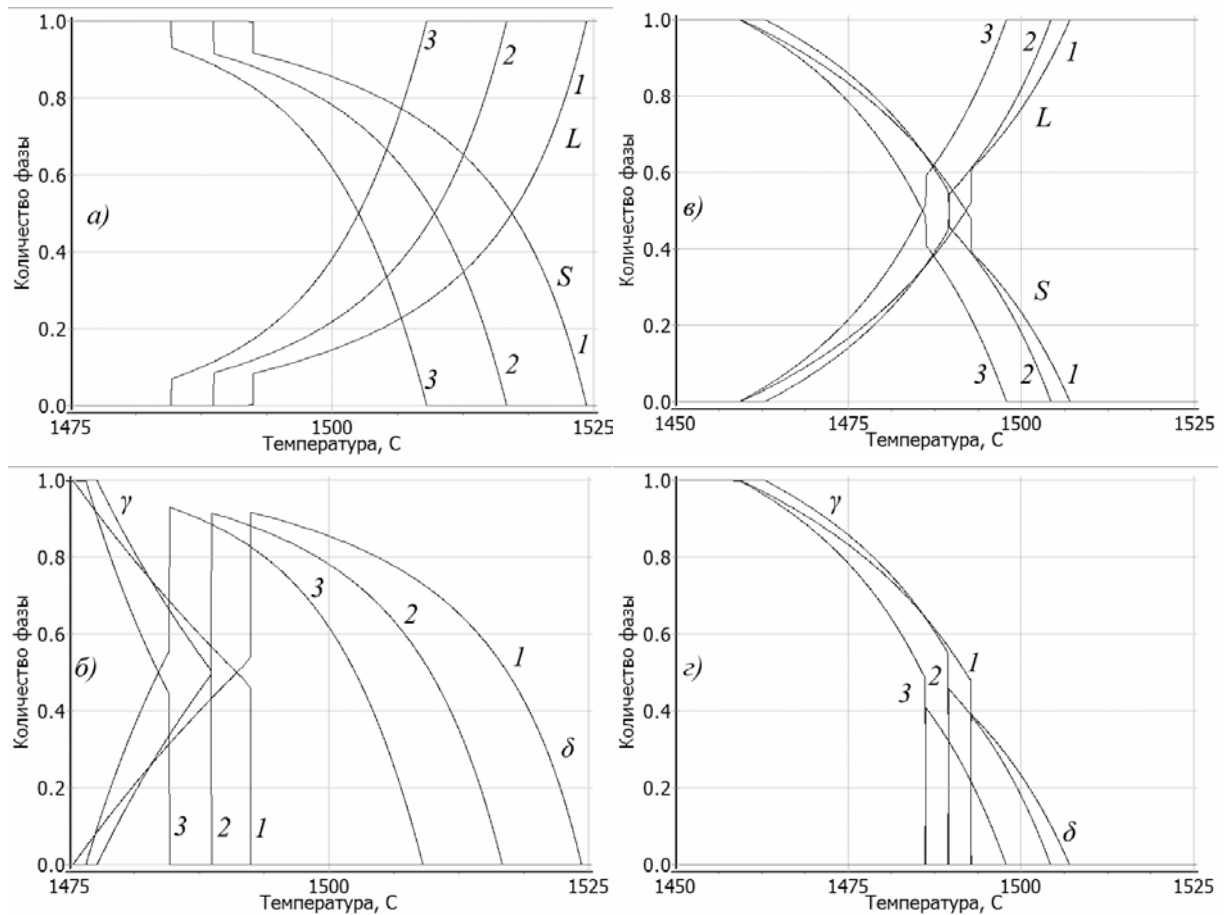 1.0
0.8
0.6
0.4
0.2
0.0
Количество фазы
а)
3
2
1
L
S
3
2
1
1475
1500
1525
Температура, С
1.0
0.8
0.6
0.4
0.2
0.0
Количество фазы
в)
3
2
1
L
S
3
2
1
1450
1475
1500
1525
Температура, С
1.0
0.8
0.6
0.4
0.2
0.0
Количество фазы
б)
γ
3
2
1
δ
3
2
1
1475
1500
1525
Температура, С
1.0
0.8
0.6
0.4
0.2
0.0
Количество фазы
г)
γ
1
2
3
δ
1450
1475
1500
1525
Температура, С